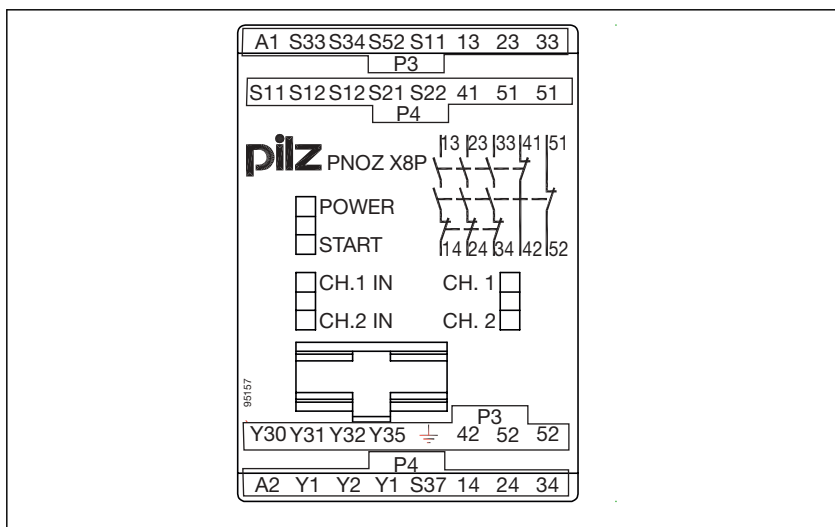 A1 S33 S34 S52 S11 13 23 33
P3
S11 S12 S12 S21 S22 41 51 51
P4
pilz PNOZ X8P
13 23 33 41 51
14 24 34 42 52
POWER
START
CH.1 IN CH. 1
CH.2 IN CH. 2
95157
P3
Y30 Y31 Y32 Y35 42 52 52
P4
A2 Y1 Y2 Y1 S37 14 24 34